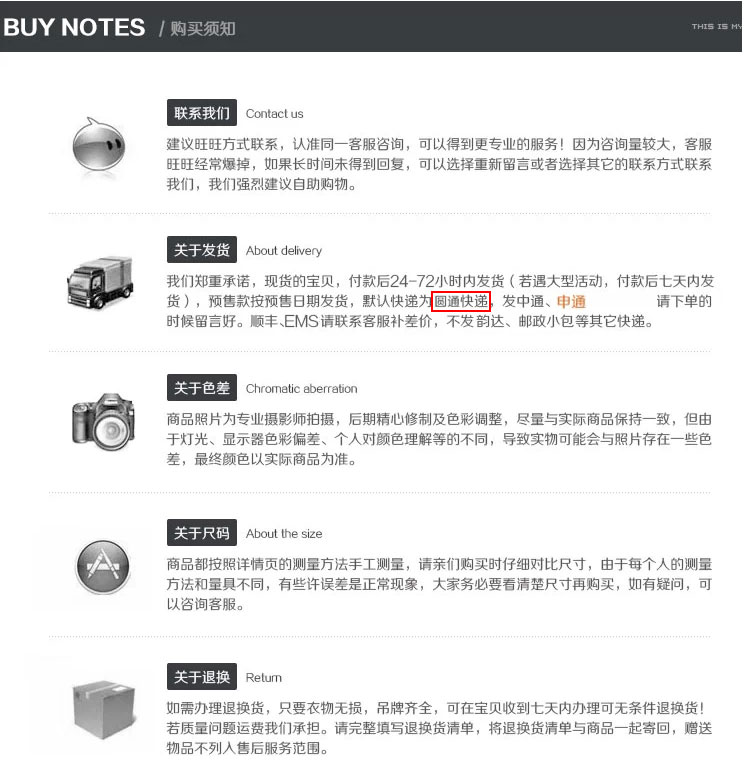 BUY NOTES / 购买须知
THIS IS MY
联系我们 Contact us
建议旺旺方式联系，认准同一客服咨询，可以得到更专业的服务！因为咨询量较大，客服
旺旺经常爆掉，如果长时间未得到回复，可以选择重新留言或者选择其它的联系方式联系
我们，我们强烈建议自助购物。
关于发货 About delivery
我们郑重承诺，现货的宝贝，付款后24-72小时内发货（若遇大型活动，付款后七天内发
货），预售款按预售日期发货，默认快递为圆通快递，发中通、申通 请下单的
时候留言好。顺丰、EMS请联系客服补差价，不发韵达、邮政小包等其它快递。
关于色差 Chromatic aberration
商品照片为专业摄影师拍摄，后期精心修制及色彩调整，尽量与实际商品保持一致，但由
于灯光、显示器色彩偏差、个人对颜色理解等的不同，导致实物可能会与照片存在一些色
差，最终颜色以实际商品为准。
关于尺码 About the size
商品都按照详情页的测量方法手工测量，请亲们购买时仔细对比尺寸，由于每个人的测量
方法和量具不同，有些许误差是正常现象，大家务必要看清楚尺寸再购买，如有疑问，可
以咨询客服。
关于退换 Return
如需办理退换货，只要衣物无损，吊牌齐全，可在宝贝收到七天内办理可无条件退换货！
若质量问题运费我们承担。请完整填写退换货清单，将退换货清单与商品一起寄回，赠送
物品不列入售后服务范围。